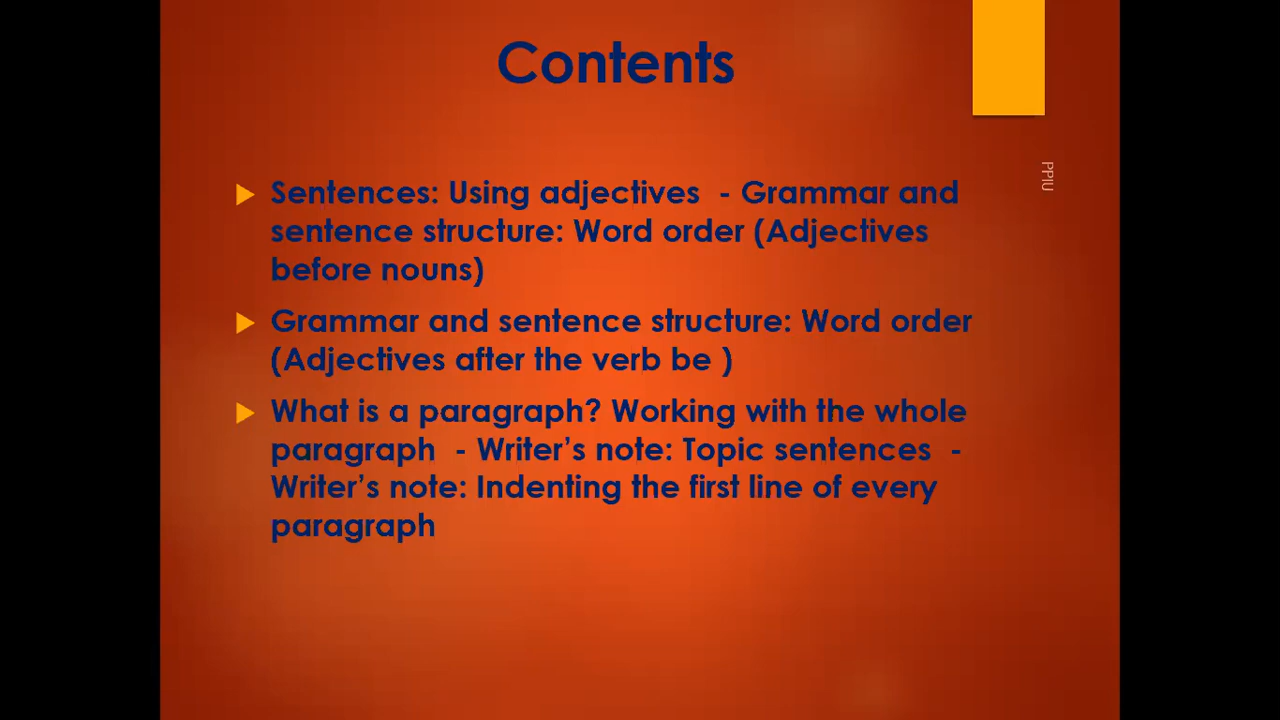 Contents
PPIU
Sentences: Using adjectives - Grammar and
sentence structure: Word order (Adjectives
before nouns)
Grammar and sentence structure: Word order
(Adjectives after the verb be )
What is a paragraph? Working with the whole
paragraph - Writer’s note: Topic sentences -
Writer’s note: Indenting the first line of every
paragraph